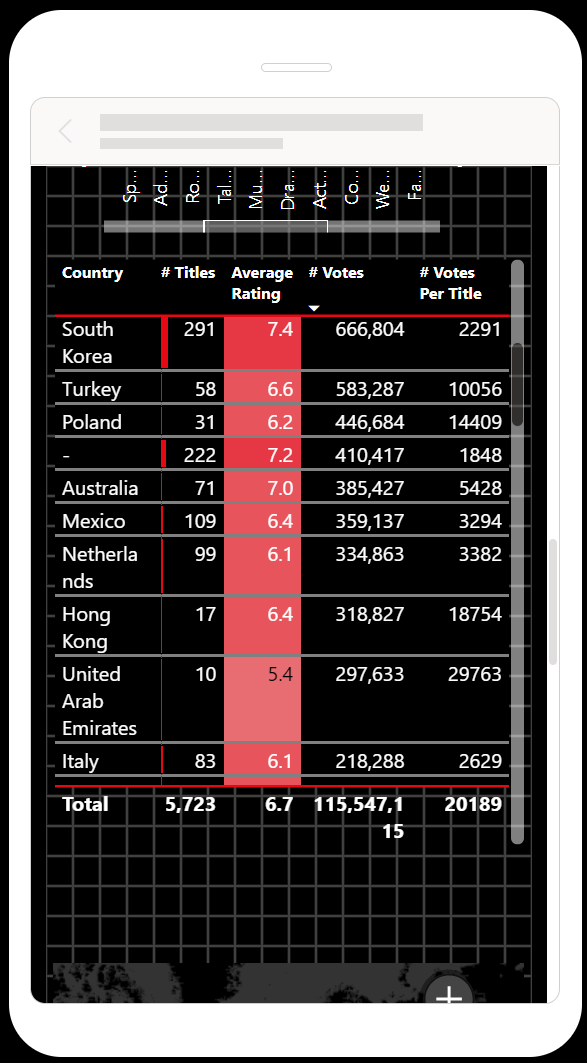 Sp...
Ad...
Ro...
Tal...
Mu...
Dra...
Act...
Co...
We...
Fa...
Country # Titles Average Rating # Votes # Votes Per Title
South Korea 291 7.4 666,804 2291
Turkey 58 6.6 583,287 10056
Poland 31 6.2 446,684 14409
- 222 7.2 410,417 1848
Australia 71 7.0 385,427 5428
Mexico 109 6.4 359,137 3294
Netherlands 99 6.1 334,863 3382
Hong Kong 17 6.4 318,827 18754
United Arab Emirates 10 5.4 297,633 29763
Italy 83 6.1 218,288 2629
Total 5,723 6.7 115,547,115 20189